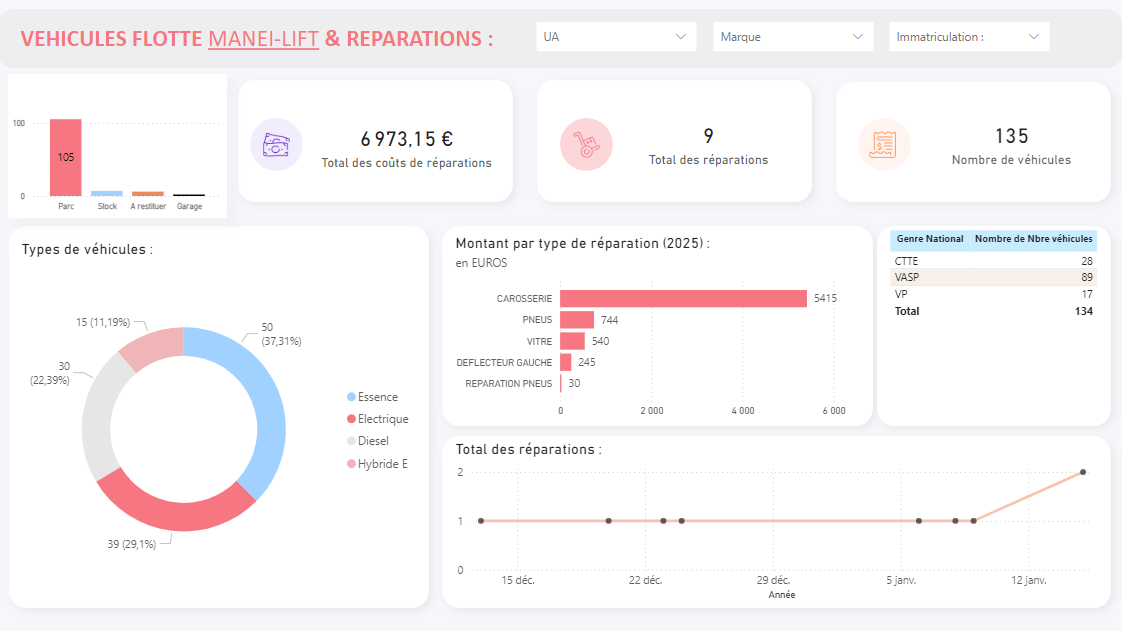 VEHICULES FLOTTE MANEI-LIFT & REPARATIONS :
UA
Marque
Immatriculation :
100
105
0
Parc
Stock
A restituer
Garage
6 973,15 €
Total des coûts de réparations
9
Total des réparations
135
Nombre de véhicules
Types de véhicules :
15 (11,19%)
50
(37,31%)
30
(22,39%)
39 (29,1%)
Essence
Electrique
Diesel
Hybride E
Montant par type de réparation (2025) :
en EUROS
CAROSSERIE 5415
PNEUS 744
VITRE 540
DEFLECTEUR GAUCHE 245
REPARATION PNEUS 30
0 2 000 4 000 6 000
Genre National Nombre de Nbre véhicules
CTTE 28
VASP 89
VP 17
Total 134
Total des réparations :
2
1
0
15 déc. 22 déc. 29 déc. 5 janv. 12 janv.
Année